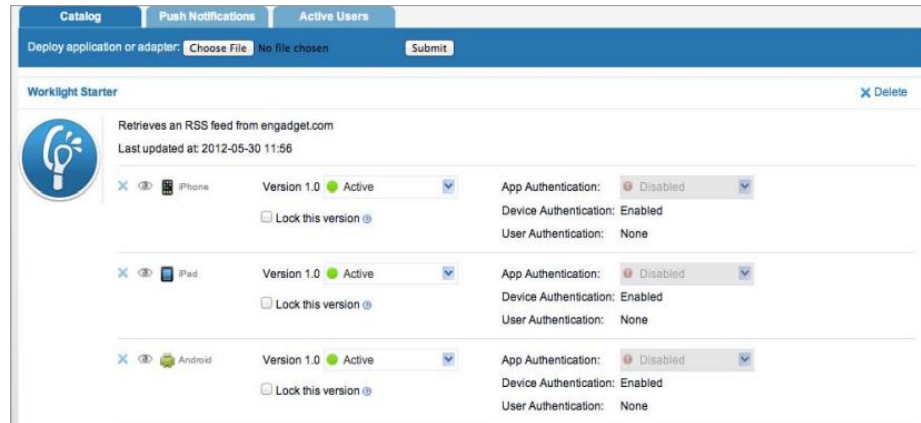 Catalog Push Notifications Active Users
Deploy application or adapter: Choose File No file chosen Submit
Worklight Starter Delete
Retrieves an RSS feed from engadget.com
Last updated at: 2012-05-30 11:56
iPhone Version 1.0 Active App Authentication: Disabled
Lock this version Device Authentication: Enabled
User Authentication: None
iPad Version 1.0 Active App Authentication: Disabled
Lock this version Device Authentication: Enabled
User Authentication: None
Android Version 1.0 Active App Authentication: Disabled
Lock this version Device Authentication: Enabled
User Authentication: None